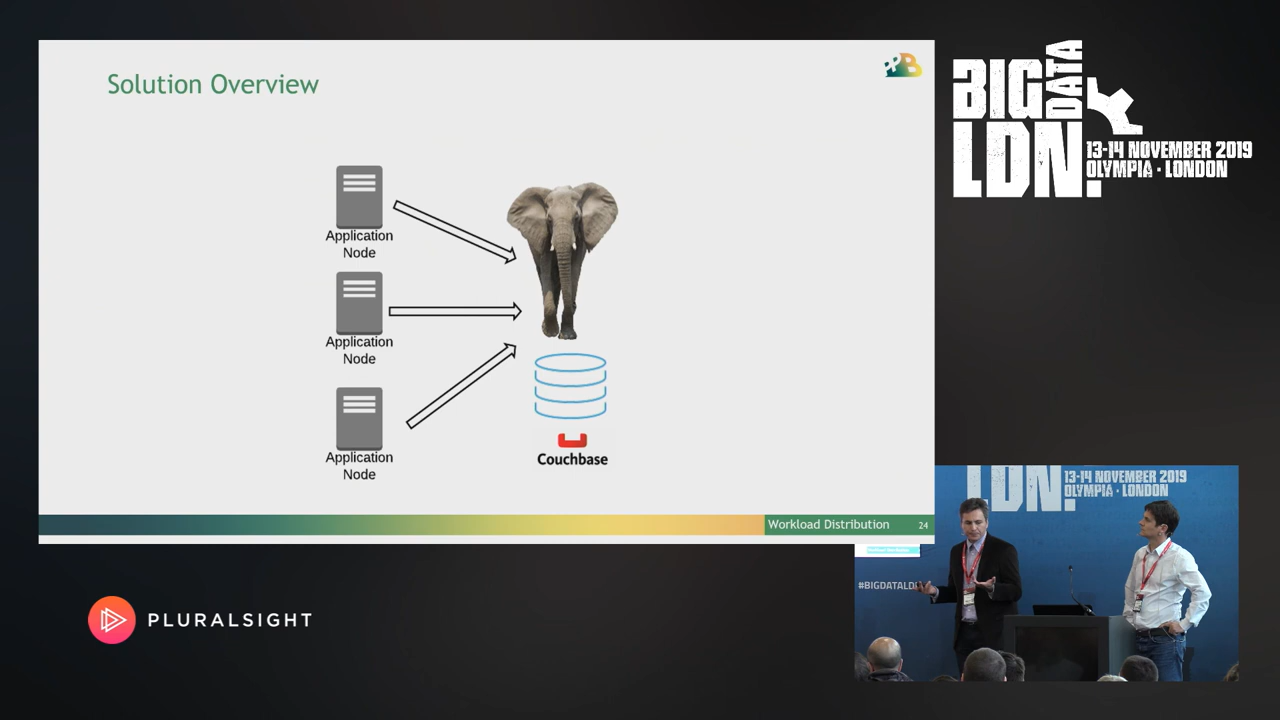 Solution Overview
Application
Node
Application
Node
Application
Node
Couchbase
Workload Distribution 24
BIG
DATA
LDN.
13-14 NOVEMBER 2019
OLYMPIA · LONDON
LDN.
13-14 NOVEMBER 2019
OLYMPIA · LONDON
PLURALSIGHT